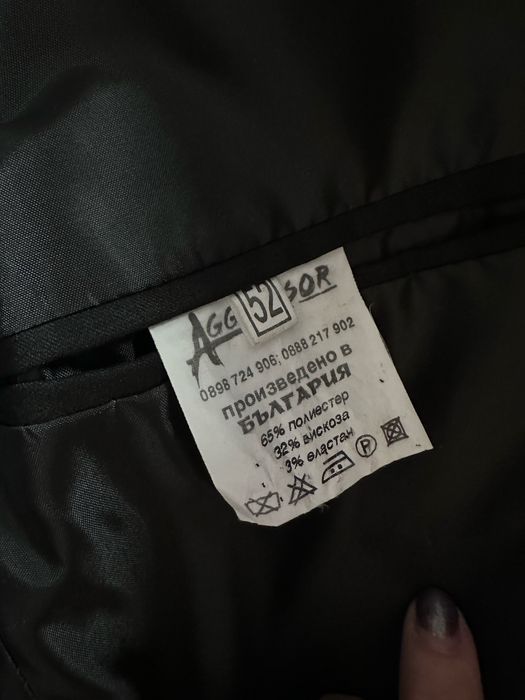 AGG 52 SOR
0898 724 906; 0888 217 902
произведено в
БЪЛГАРИЯ
65% полиестер
32% вискоза
3% еластан
P